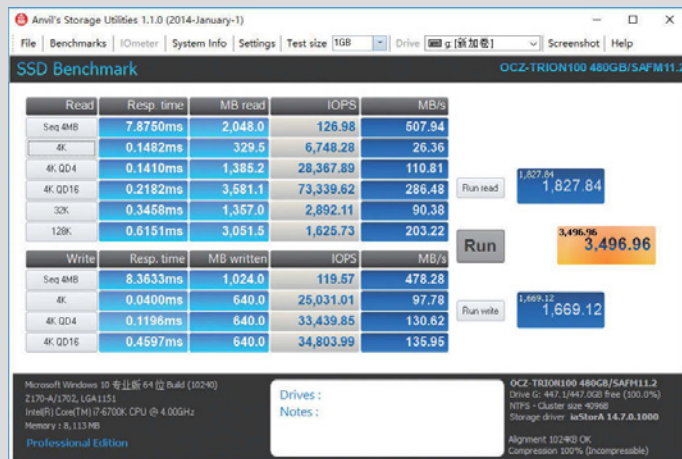 Anvil's Storage Utilities 1.1.0 (2014-January-1)
File Benchmarks IOmeter System Info Settings Test size 1GB Drive g: [新加卷] Screenshot Help
SSD Benchmark OCZ-TRION100 480GB/SAFM11.2
Read Resp. time MB read IOPS MB/s
Seq 4MB 7.8750ms 2,048.0 126.98 507.94
4K 0.1482ms 329.5 6,748.28 26.36
4K QD4 0.1410ms 1,385.2 28,367.89 110.81
4K QD16 0.2182ms 3,581.1 73,339.62 286.48
32K 0.3458ms 1,357.0 2,892.11 90.38
128K 0.6151ms 3,051.5 1,625.73 203.22
Run read 1,827.84 1,827.84
Run 3,496.96 3,496.96
Write Resp. time MB written IOPS MB/s
Seq 4MB 8.3633ms 1,024.0 119.57 478.28
4K 0.0400ms 640.0 25,031.01 97.78
4K QD4 0.1196ms 640.0 33,439.85 130.62
4K QD16 0.4597ms 640.0 34,803.99 135.95
Run write 1,669.12 1,669.12
Microsoft Windows 10 专业新 64 位 Build (10240)
Z170-A/1702, LGA1151
Intel(R) Core(TM) i7-6700K CPU @ 4.00GHz
Memory : 8,113 MB
Professional Edition
Drives :
Notes :
OCZ-TRION100 480GB/SAFM11.2
Drive G: 447.1/447.0GB free (100.0%)
NTFS - Cluster size 4096B
Storage driver iaStorA 14.7.0.1000
Alignment 1024KB OK
Compression 100% (Incompressible)